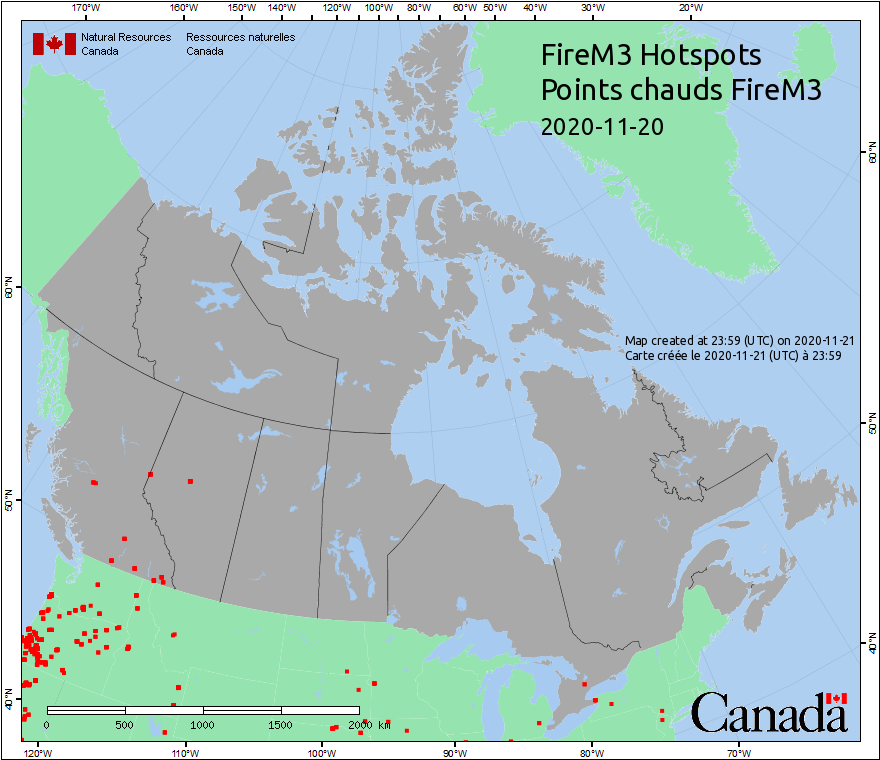 170°W 160°W 150°W 140°W 130°W 120°W 110°W 100°W 90°W 80°W 60°W 60°W 50°W 40°W 30°W 20°W
Natural Resources Canada
Ressources naturelles Canada
FireM3 Hotspots
Points chauds FireM3
2020-11-20
60°N
60°N
Map created at 23:59 (UTC) on 2020-11-21
Carte créée le 2020-11-21 (UTC) à 23:59
50°N
50°N
40°N
40°N
Canada
0 500 1000 1500 2000 km
120°W 110°W 100°W 90°W 80°W 70°W